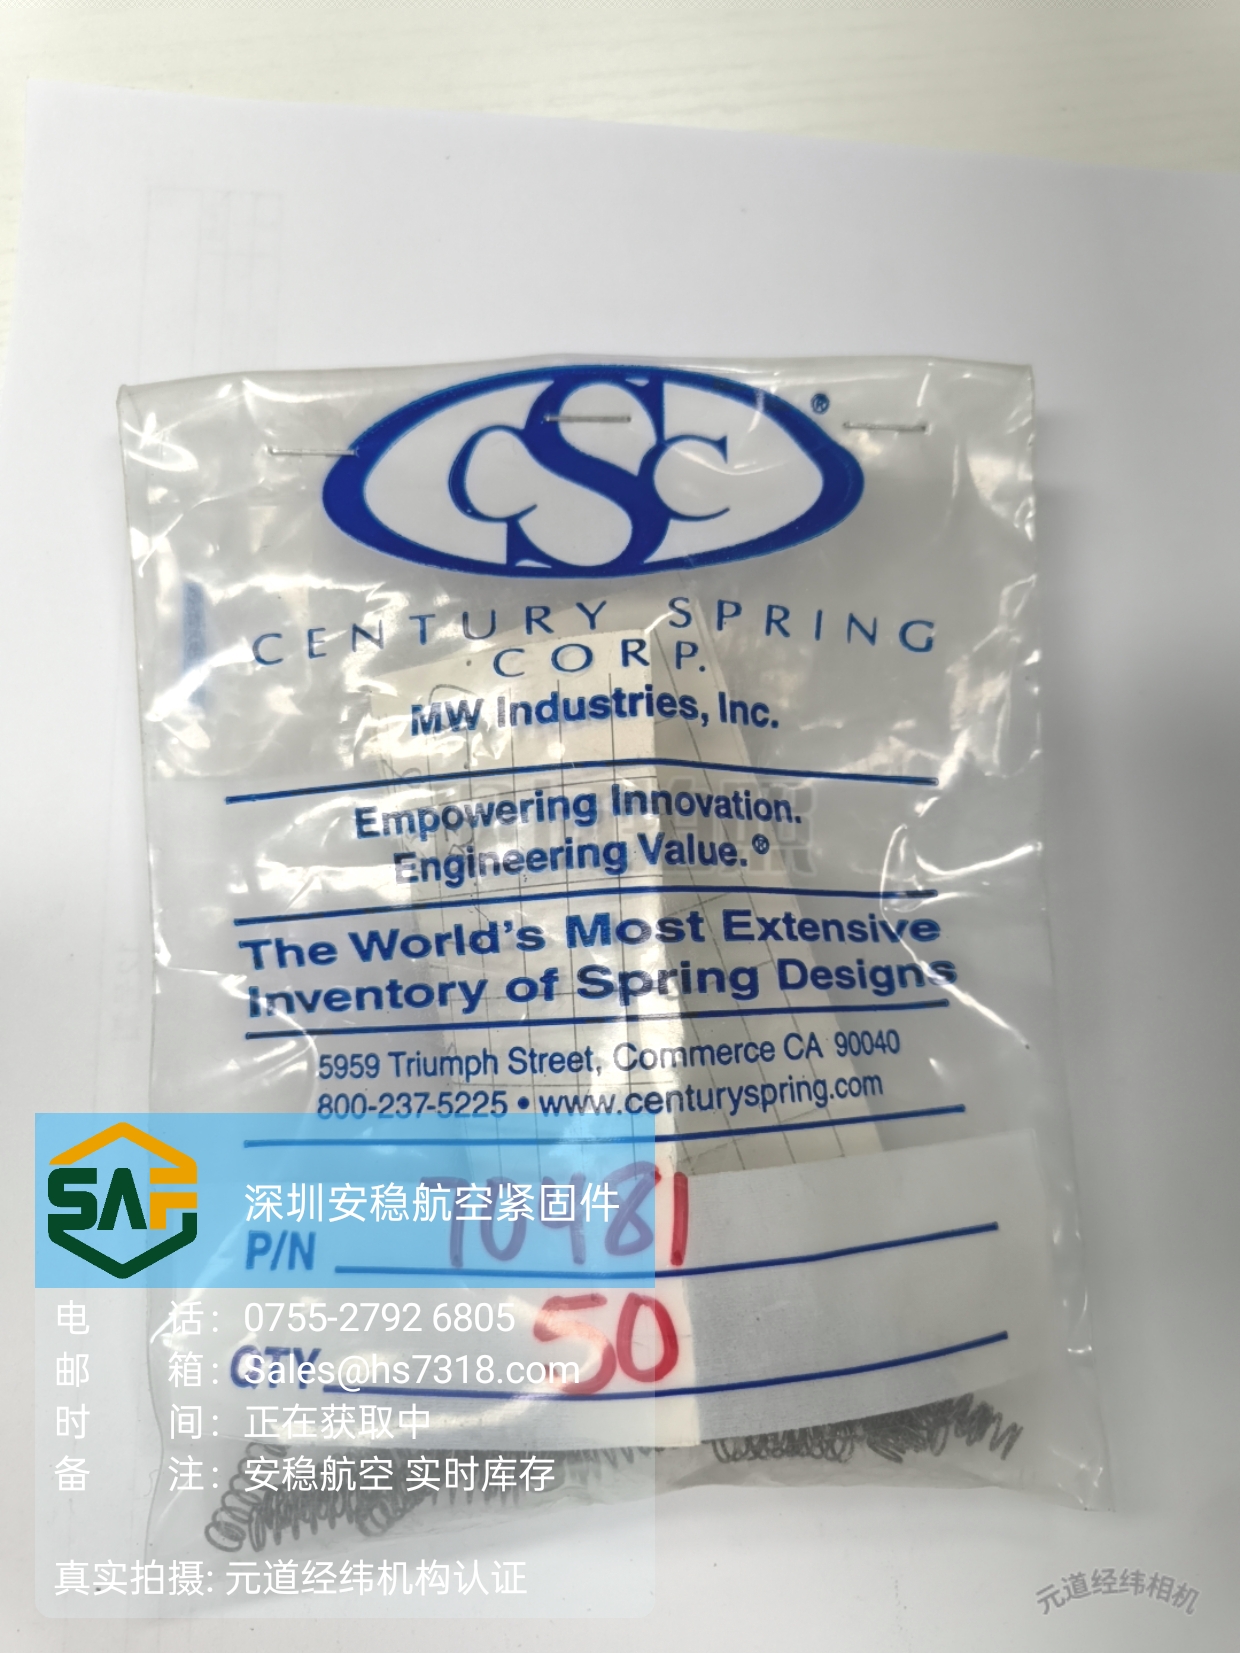 CSC®
CENTURY SPRING
CORP.
MW Industries, Inc.
Empowering Innovation.
Engineering Value.®
The World's Most Extensive
Inventory of Spring Designs
5959 Triumph Street, Commerce CA 90040
800-237-5225 • www.centuryspring.com
SAF
深圳安稳航空紧固件
P/N 70481
电 话: 0755-2792 6805
QTY 50
邮 箱: Sales@hs7318.com
时 间: 正在获取中
备 注: 安稳航空 实时库存
真实拍摄: 元道经纬机构认证
元道经纬相机